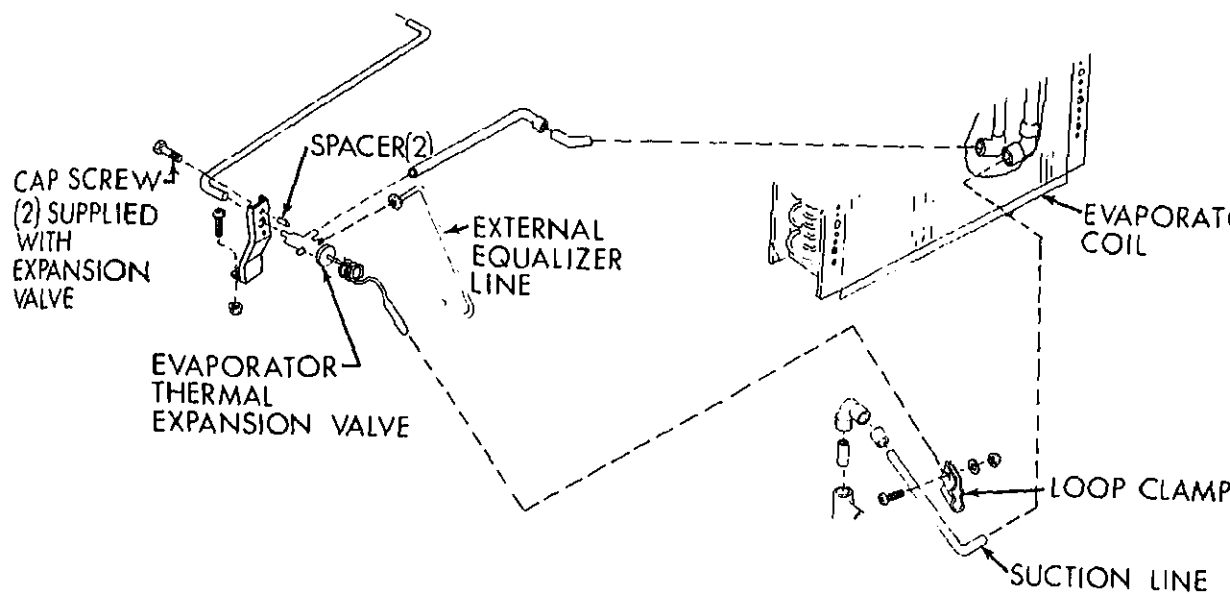 SPACER(2)
CAP SCREW
(2) SUPPLIED
WITH
EXPANSION
VALVE
EXTERNAL
EQUALIZER
LINE
EVAPORATO
COIL
EVAPORATOR
THERMAL
EXPANSION VALVE
LOOP CLAMP
SUCTION LINE